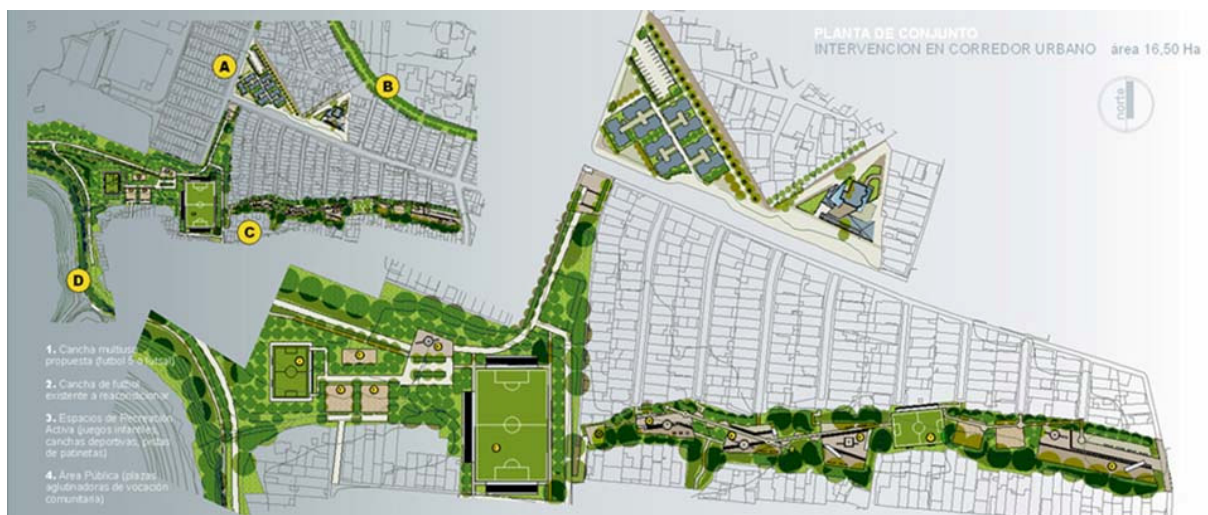 PLANTA DE CONJUNTO
INTERVENCION EN CORREDOR URBANO área 16,50 Ha
norte
A
B
C
D
1. Cancha multiuso
propuesta (futbol 5 o futsal)
2. Cancha de futbol
existente a reacondicionar
3. Espacios de Recreación
Activa (juegos infantiles,
canchas deportivas, pistas
de patinetas)
4. Área Pública (plazas
aglutinadoras de vocación
comunitaria)